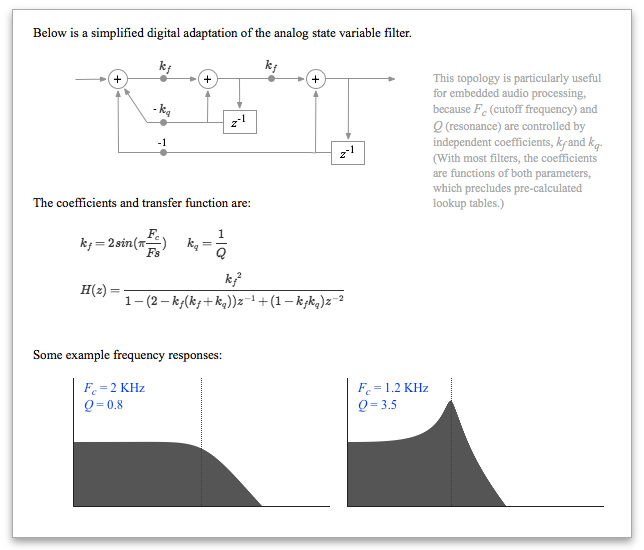 Below is a simplified digital adaptation of the analog state variable filter.
k_f
k_f
+
+
+
- k_q
z^-1
-1
z^-1
This topology is particularly useful
for embedded audio processing,
because F_c (cutoff frequency) and
Q (resonance) are controlled by
independent coefficients, k_f and k_q.
(With most filters, the coefficients
are functions of both parameters,
which precludes pre-calculated
lookup tables.)
The coefficients and transfer function are:
k_f = 2sin(π F_c/Fs)   k_q = 1/Q
H(z) = k_f^2 / 1 − (2 − k_f(k_f + k_q))z^−1 + (1 − k_f k_q)z^−2
Some example frequency responses:
F_c = 2 KHz
Q = 0.8
F_c = 1.2 KHz
Q = 3.5